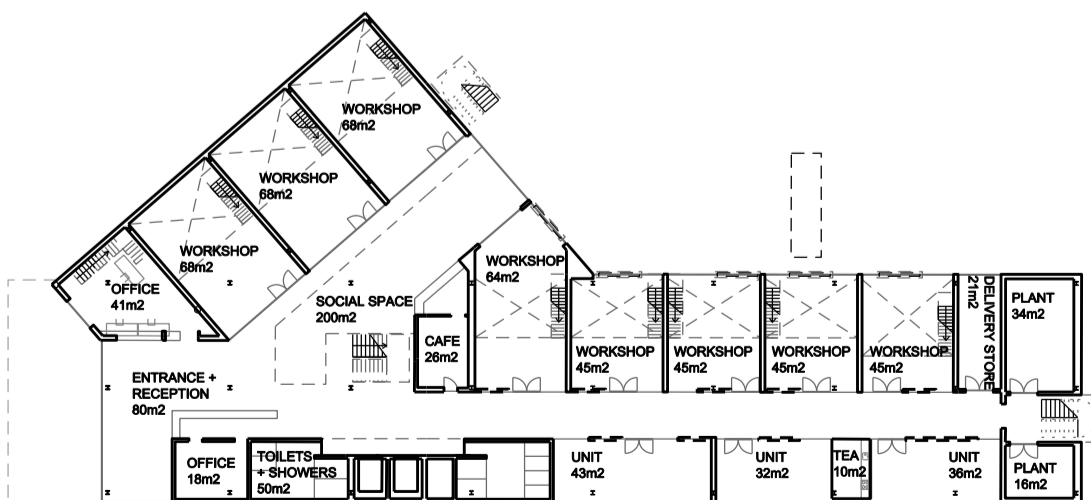 WORKSHOP
68m2
WORKSHOP
68m2
WORKSHOP
68m2
OFFICE
41m2
WORKSHOP
64m2
SOCIAL SPACE
200m2
CAFE
26m2
WORKSHOP
45m2
WORKSHOP
45m2
WORKSHOP
45m2
WORKSHOP
45m2
DELIVERY STORE
21m2
PLANT
34m2
ENTRANCE +
RECEPTION
80m2
OFFICE
18m2
TOILETS
+ SHOWERS
50m2
UNIT
43m2
UNIT
32m2
TEA
10m2
UNIT
36m2
PLANT
16m2